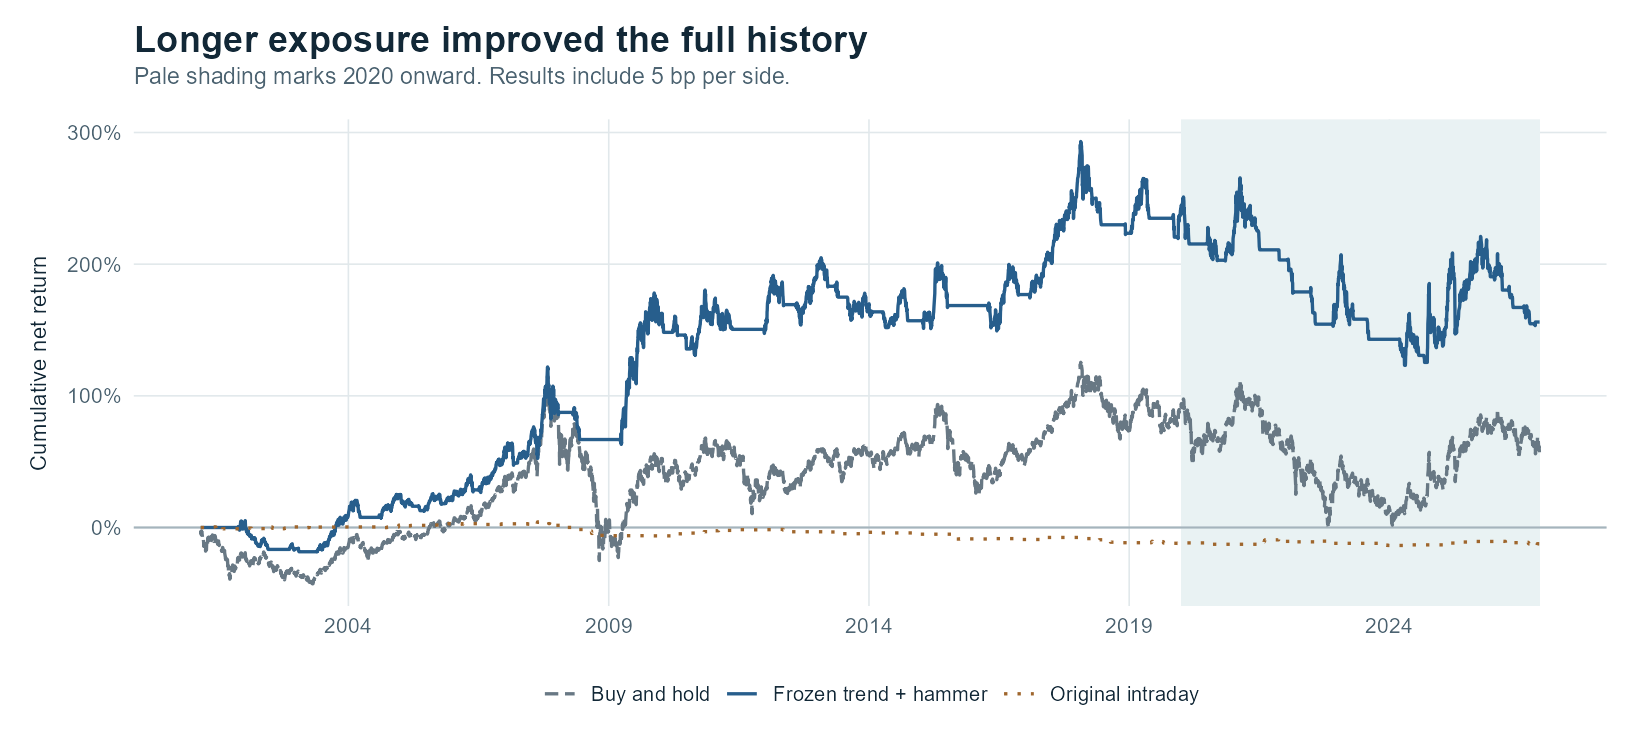 Longer exposure improved the full history
Pale shading marks 2020 onward. Results include 5 bp per side.
Cumulative net return
300%
200%
100%
0%
2004 2009 2014 2019 2024
Buy and hold Frozen trend + hammer Original intraday